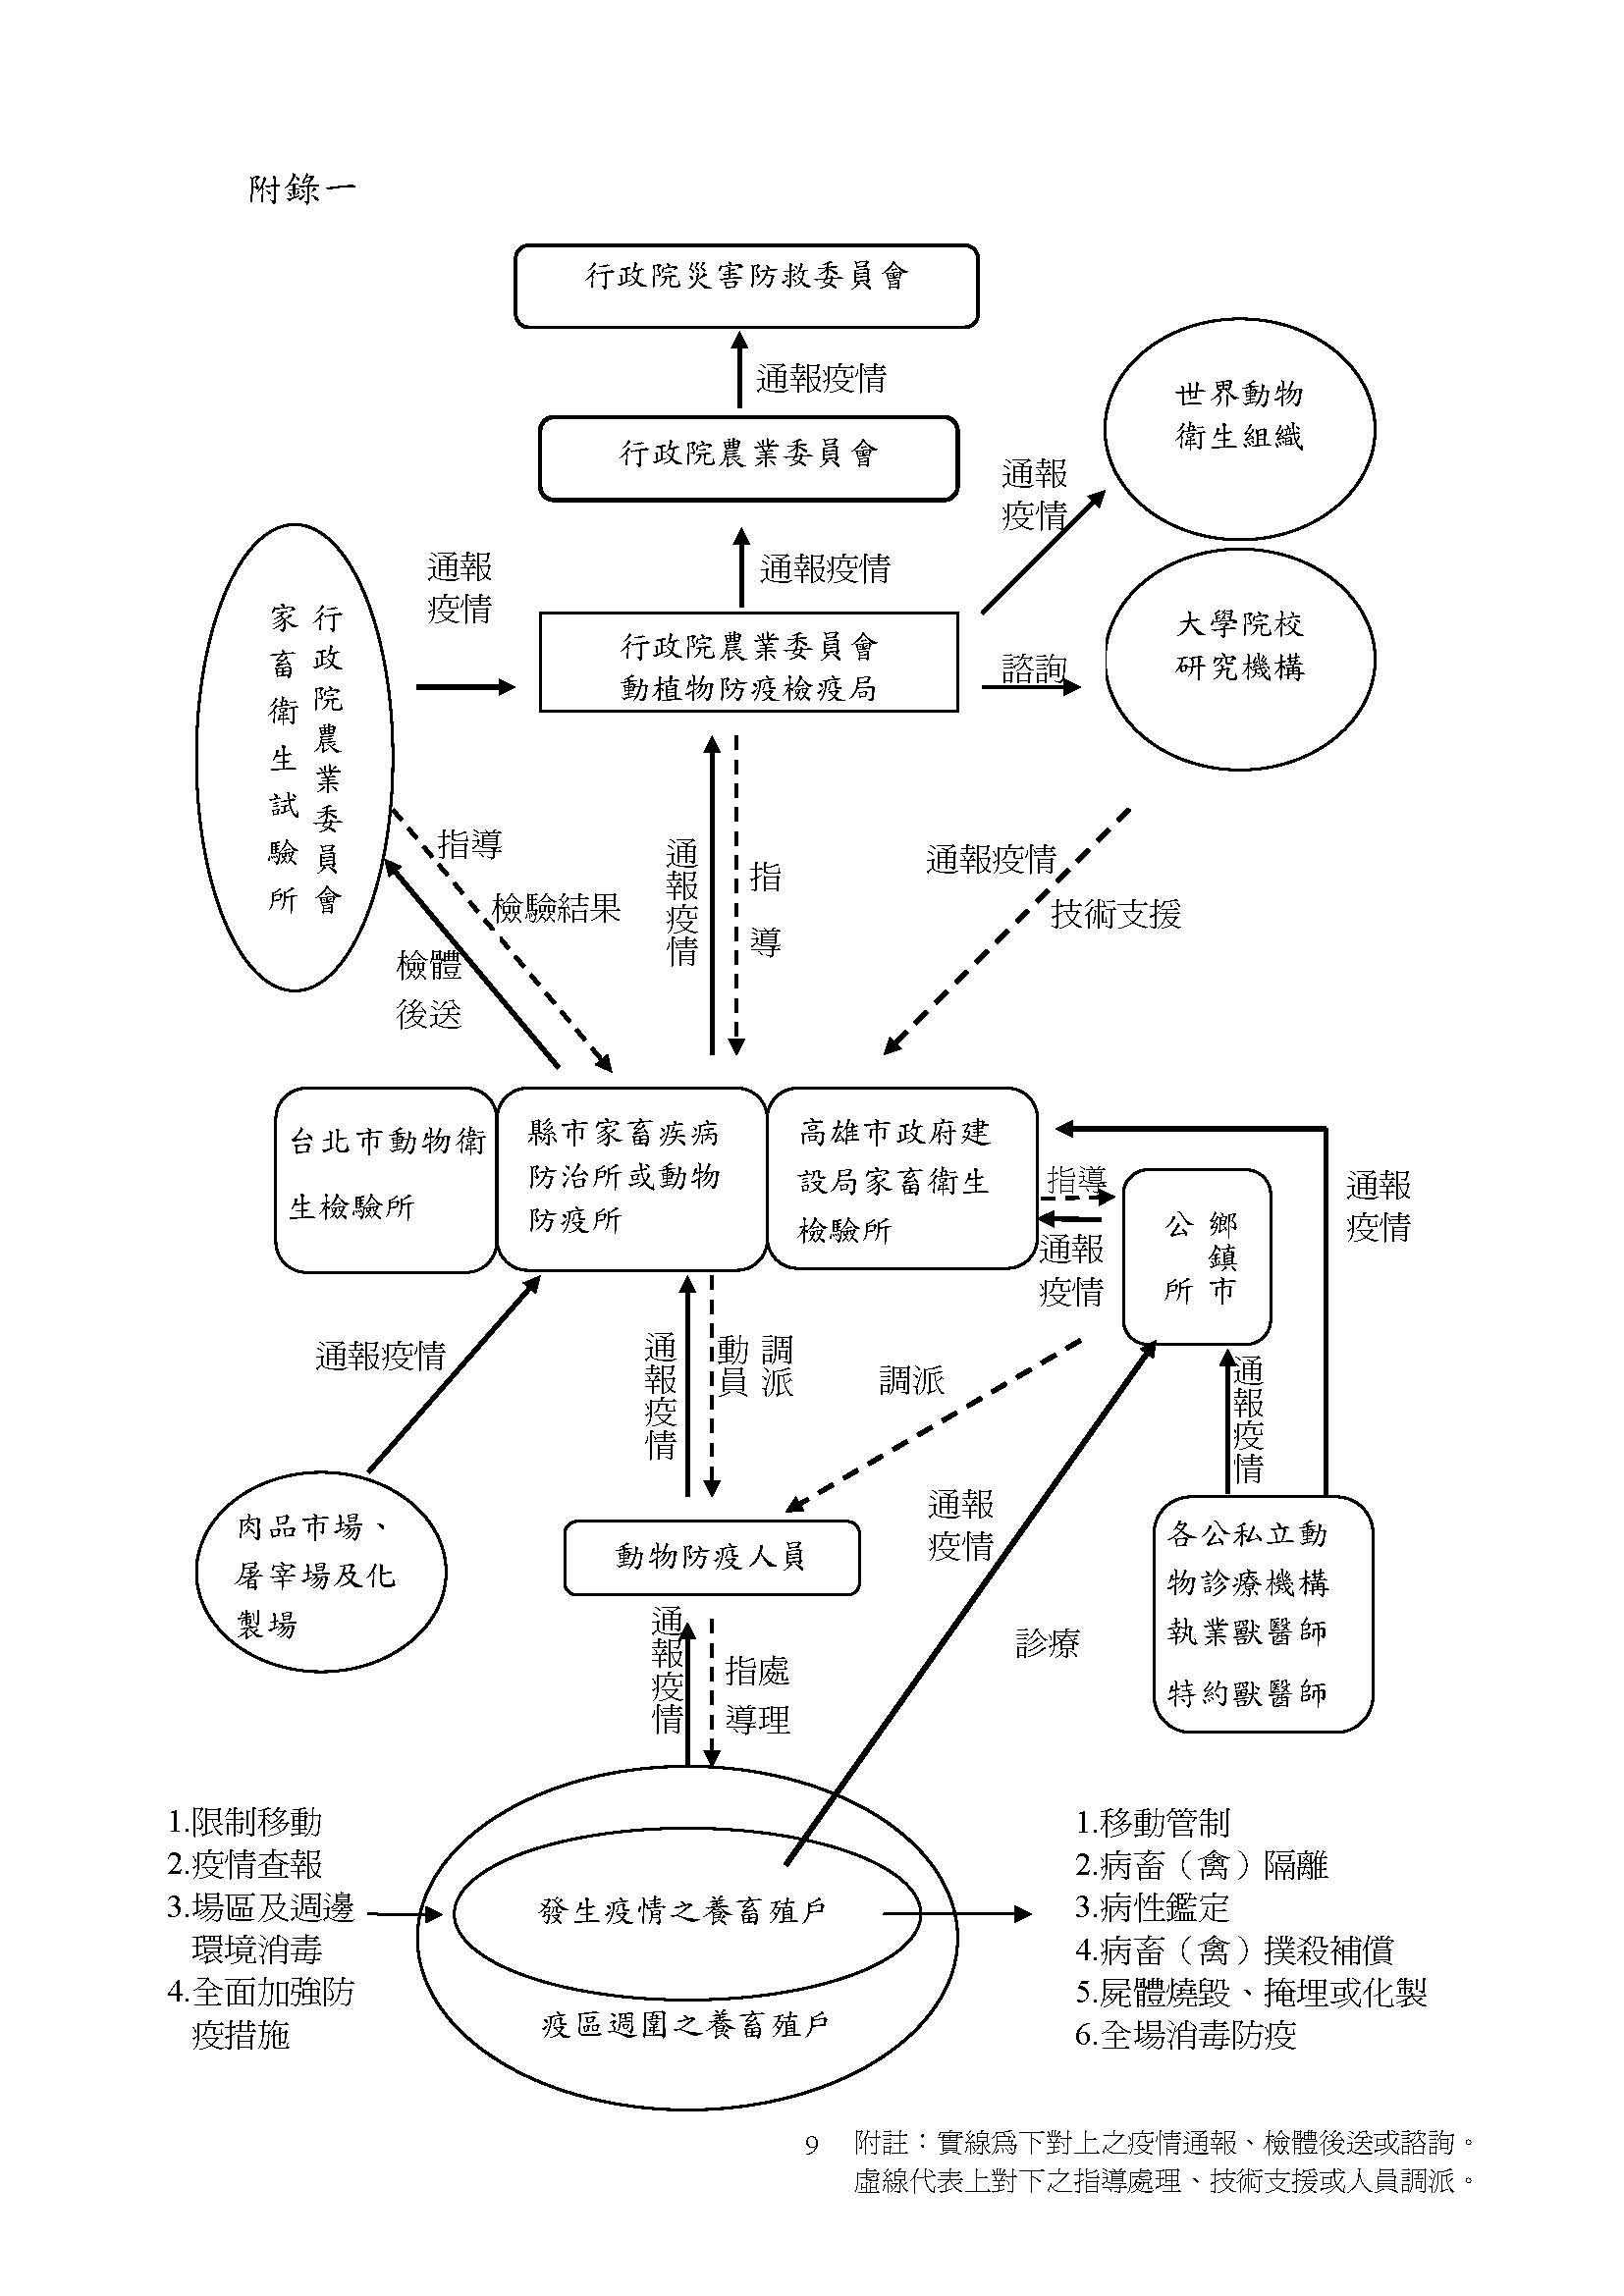 附錄一
行政院災害防救委員會
通報疫情
行政院農業委員會
世界動物
衛生組織
通報
疫情
通報疫情
通報
疫情
行政院農業委員會
家畜衛生試驗所
行政院農業委員會
動植物防疫檢疫局
諮詢
大學院校
研究機構
指導
檢驗結果
檢體
後送
通報疫情
指導
通報疫情
技術支援
台北市動物衛
生檢驗所
縣市家畜疾病
防治所或動物
防疫所
高雄市政府建
設局家畜衛生
檢驗所
指導
通報
疫情
鄉鎮市
公所
通報
疫情
通報疫情
通報疫情
調派
動員
調派
通報疫情
通報
疫情
肉品市場、
屠宰場及化
製場
動物防疫人員
各公私立動
物診療機構
執業獸醫師
特約獸醫師
診療
通報疫情
指處
導理
1.限制移動
2.疫情查報
3.場區及週邊
環境消毒
4.全面加強防
疫措施
發生疫情之養畜殖戶
疫區週圍之養畜殖戶
1.移動管制
2.病畜（禽）隔離
3.病性鑑定
4.病畜（禽）撲殺補償
5.屍體燒毀、掩埋或化製
6.全場消毒防疫
9
附註：實線為下對上之疫情通報、檢體後送或諮詢。
虛線代表上對下之指導處理、技術支援或人員調派。